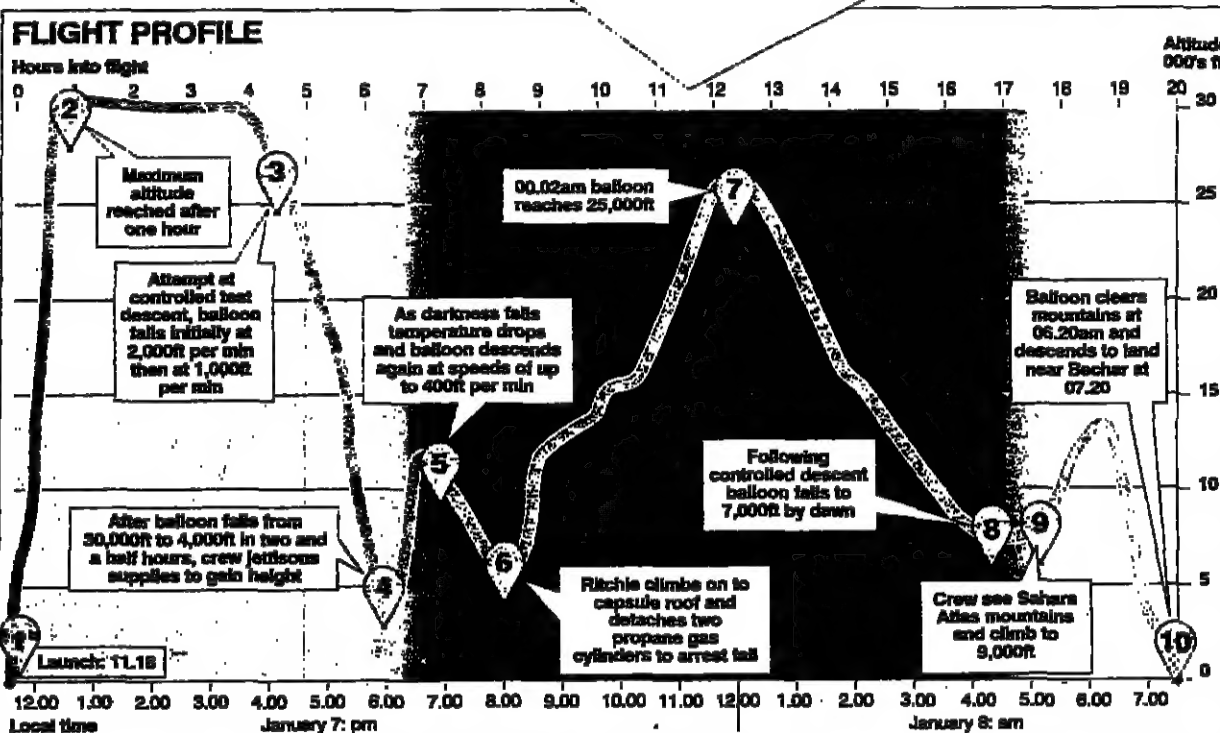 FLIGHT PROFILE
Hours into flight
Altitude
000's ft
0 1 2 3 4 5 6 7 8 9 10 11 12 13 14 15 16 17 18 19 20
30
25
20
15
10
5
0
2
Maximum
altitude
reached after
one hour
3
Attempt at
controlled test
descent, balloon
falls initially at
2,000ft per min
then at 1,000ft
per min
After balloon falls from
30,000ft to 4,000ft in two and
a half hours, crew jettisons
supplies to gain height
4
As darkness falls
temperature drops
and balloon descends
again at speeds of up
to 400ft per min
5
6
Ritchie climbs on to
capsule roof and
detaches two
propane gas
cylinders to arrest fall
00.02am balloon
reaches 25,000ft
7
Following
controlled descent
balloon falls to
7,000ft by dawn
8
9
Crew see Sahara
Atlas mountains
and climb to
9,000ft
Balloon clears
mountains at
06.20am and
descends to land
near Bechar at
07.20
10
1
Launch: 11.18
12.00 1.00 2.00 3.00 4.00 5.00 6.00 7.00 8.00 9.00 10.00 11.00 12.00 1.00 2.00 3.00 4.00 5.00 6.00 7.00
Local time
January 7: pm
January 8: am